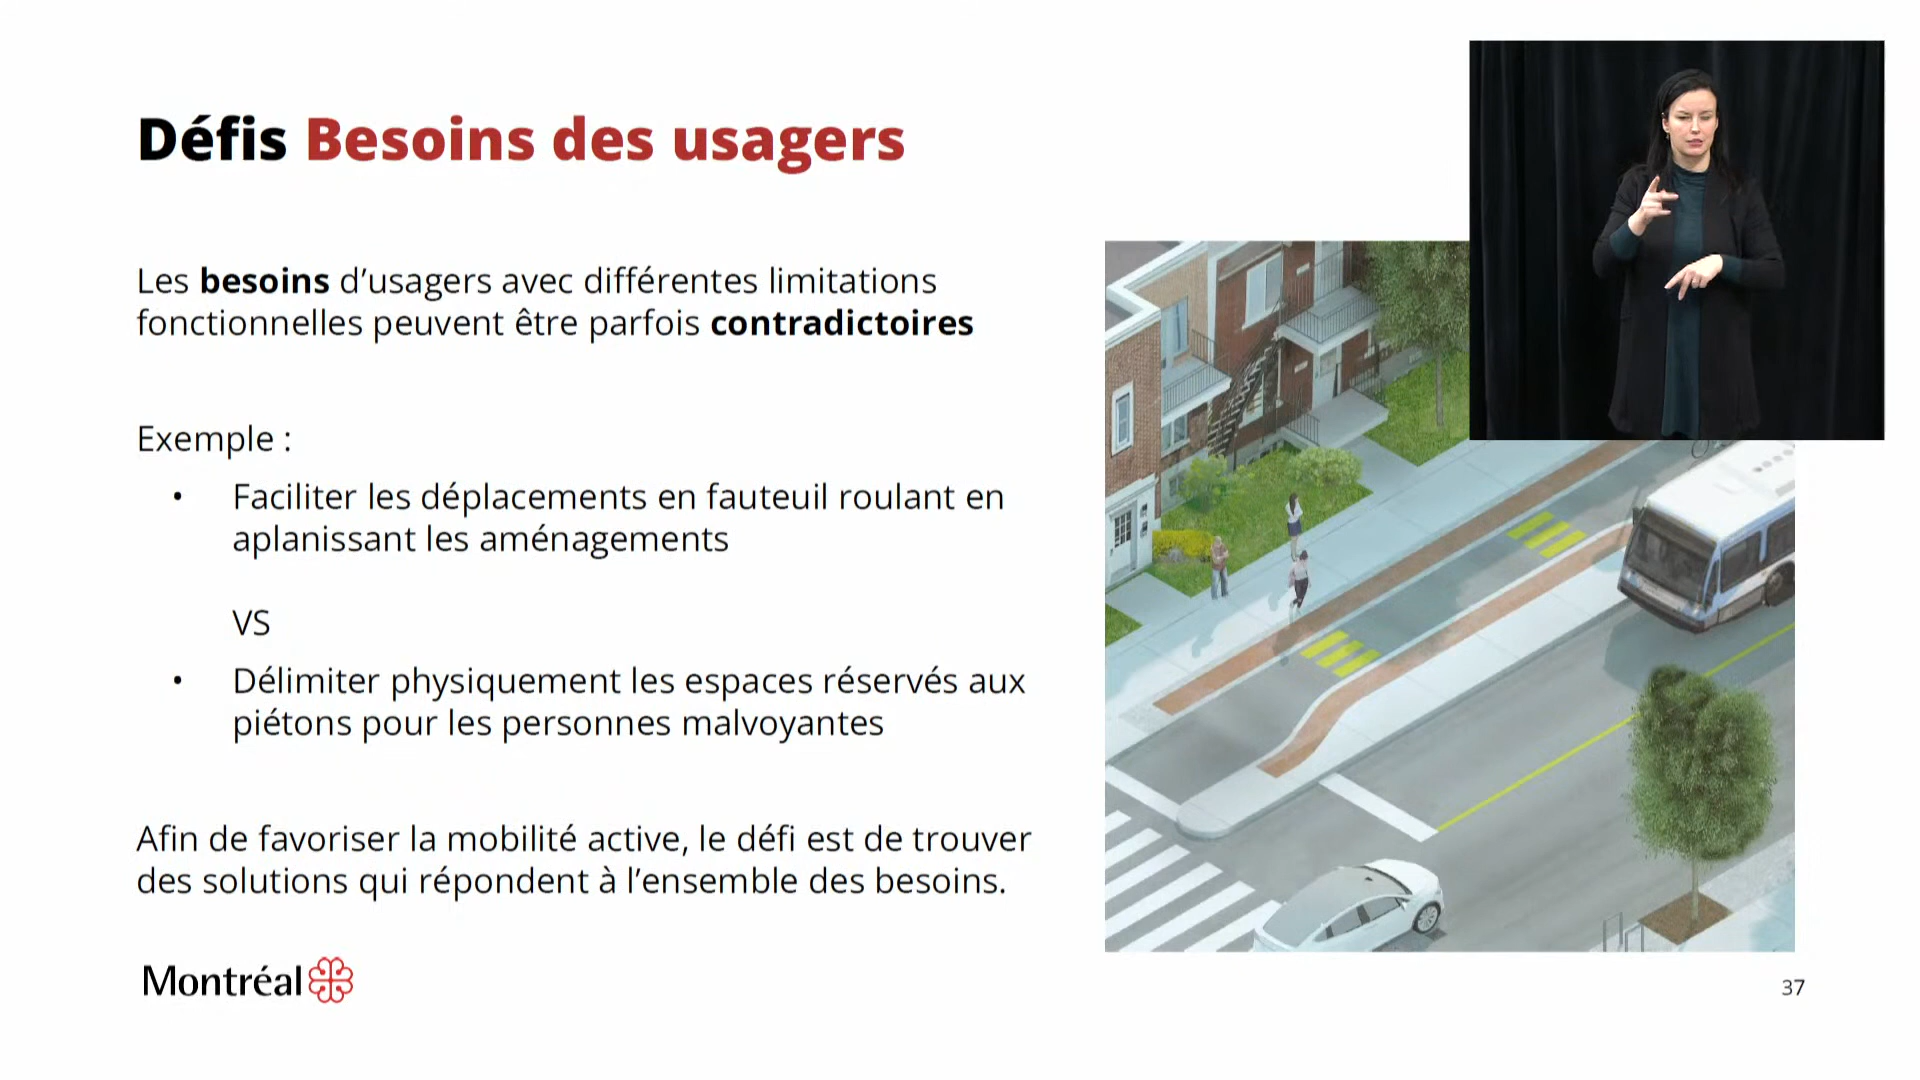 Défis Besoins des usagers
Les besoins d’usagers avec différentes limitations
fonctionnelles peuvent être parfois contradictoires
Exemple :
• Faciliter les déplacements en fauteuil roulant en
aplanissant les aménagements
VS
• Délimiter physiquement les espaces réservés aux
piétons pour les personnes malvoyantes
Afin de favoriser la mobilité active, le défi est de trouver
des solutions qui répondent à l’ensemble des besoins.
Montréal
37